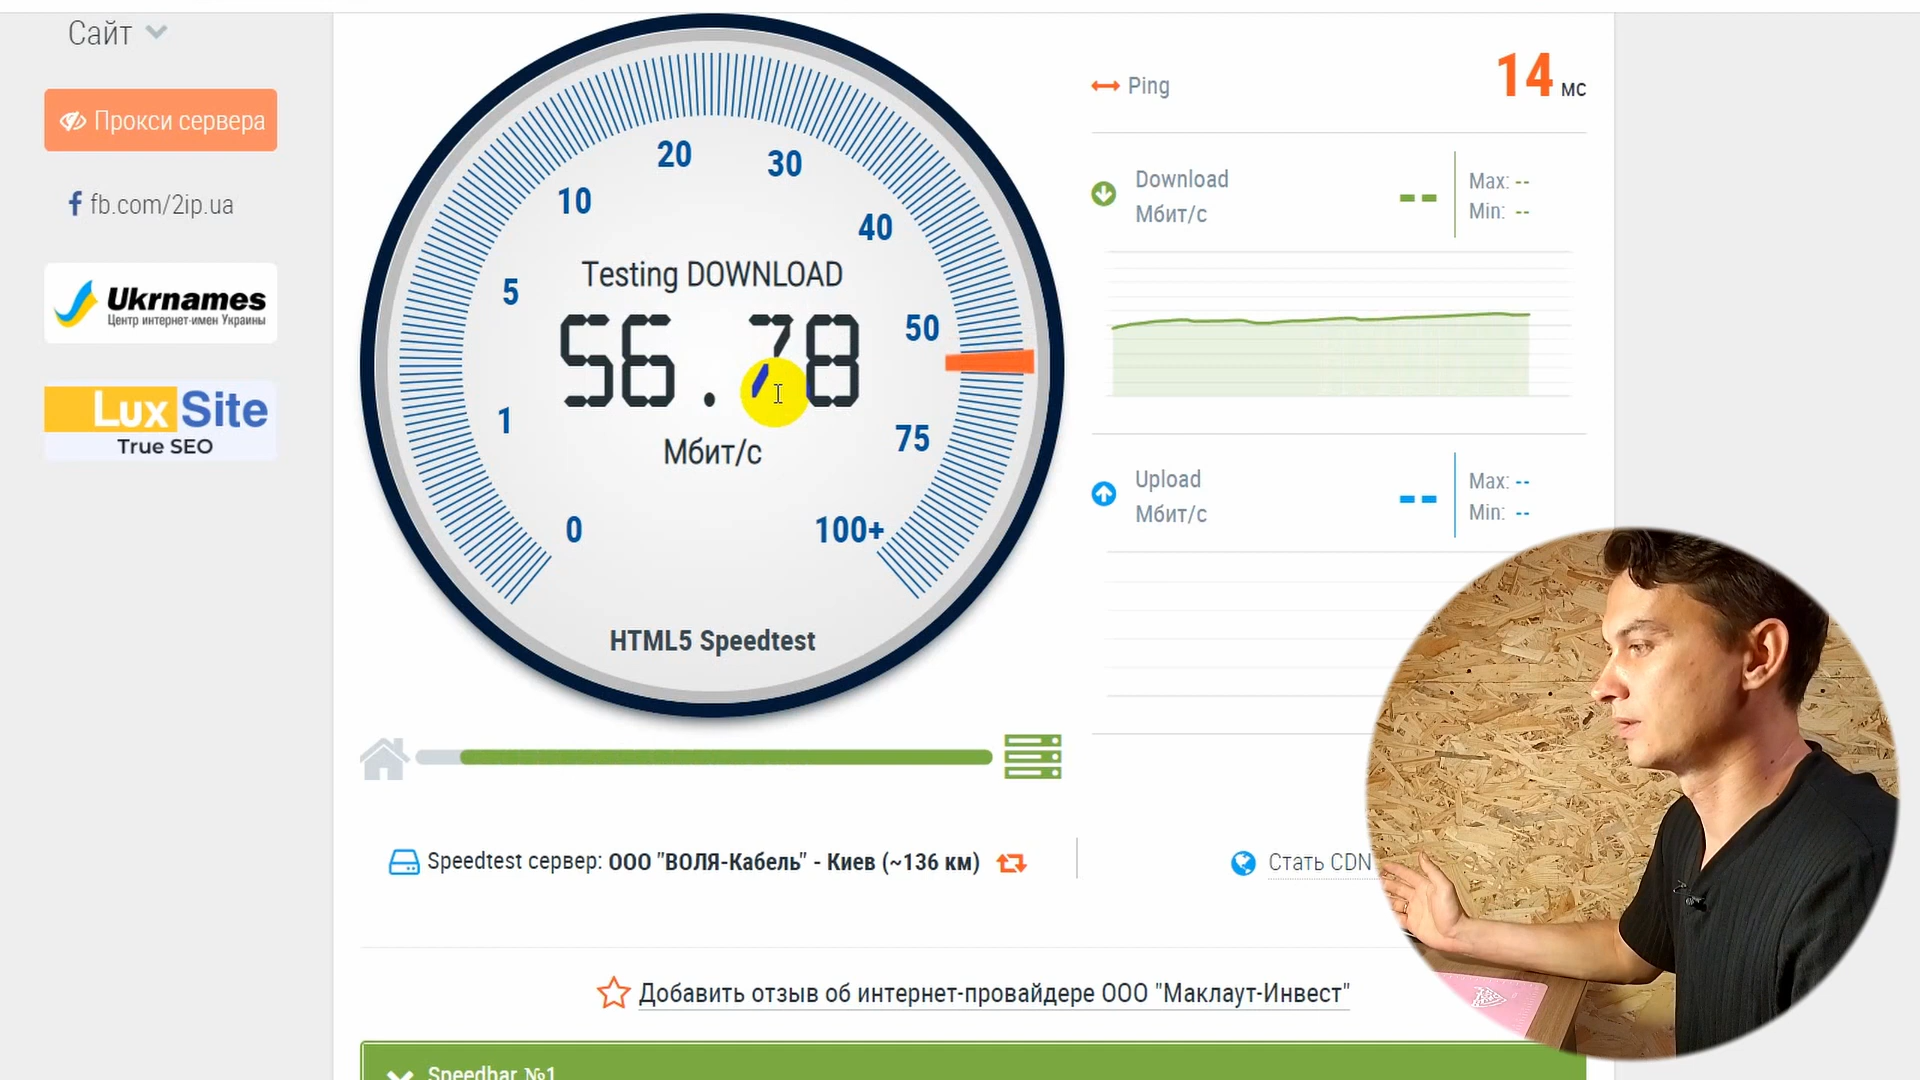 Сайт
Прокси сервера
fb.com/2ip.ua
Ukrnames
Центр интернет-имен Украины
Lux Site
True SEO
20
30
10
40
5
50
1
75
0
100+
Testing DOWNLOAD
56.78
Мбит/с
HTML5 Speedtest
Ping
14 мс
Download
Мбит/с
--
Max: --
Min: --
Upload
Мбит/с
--
Max: --
Min: --
Speedtest сервер: ООО "ВОЛЯ-Кабель" - Киев (~136 км)
Стать CDN
Добавить отзыв об интернет-провайдере ООО "Маклаут-Инвест"
Speedbar №1